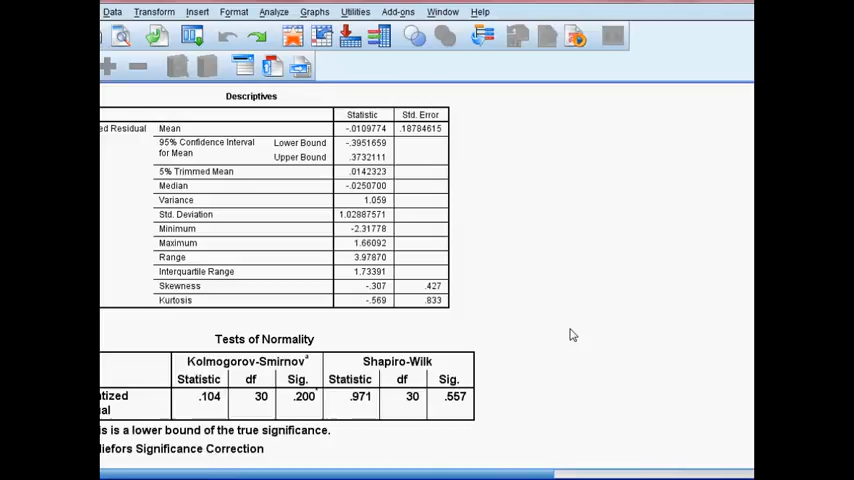 Data Transform Insert Format Analyze Graphs Utilities Add-ons Window Help
Descriptives
Statistic Std. Error
ed Residual Mean -.0109774 .18784615
95% Confidence Interval for Mean Lower Bound -.3951659
Upper Bound .3732111
5% Trimmed Mean .0142323
Median -.0250700
Variance 1.059
Std. Deviation 1.02887571
Minimum -2.31778
Maximum 1.66092
Range 3.97870
Interquartile Range 1.73391
Skewness -.307 .427
Kurtosis -.569 .833
Tests of Normality
Kolmogorov-Smirnov a Shapiro-Wilk
Statistic df Sig. Statistic df Sig.
ntized .104 30 .200* .971 30 .557
ual
is is a lower bound of the true significance.
liefors Significance Correction